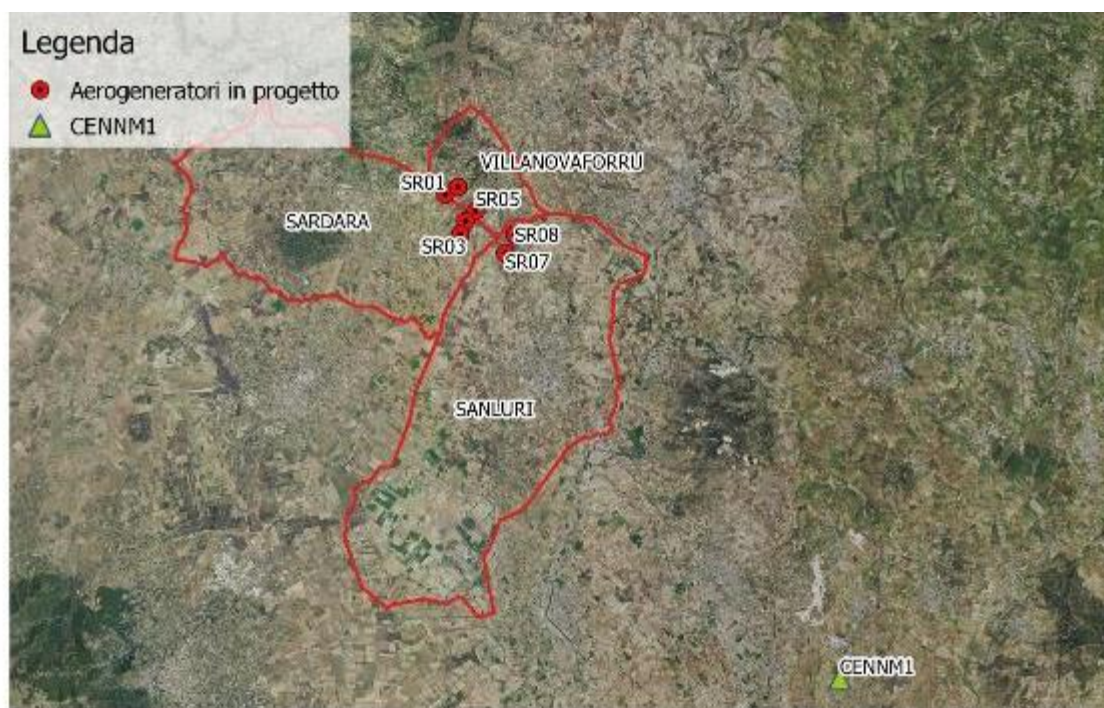 Legenda
Aerogeneratori in progetto
CENNM1
VILLANOVAFORRU
SR01
SR05
SARDARA
SR03
SR08
SR07
SANLURI
CENNM1